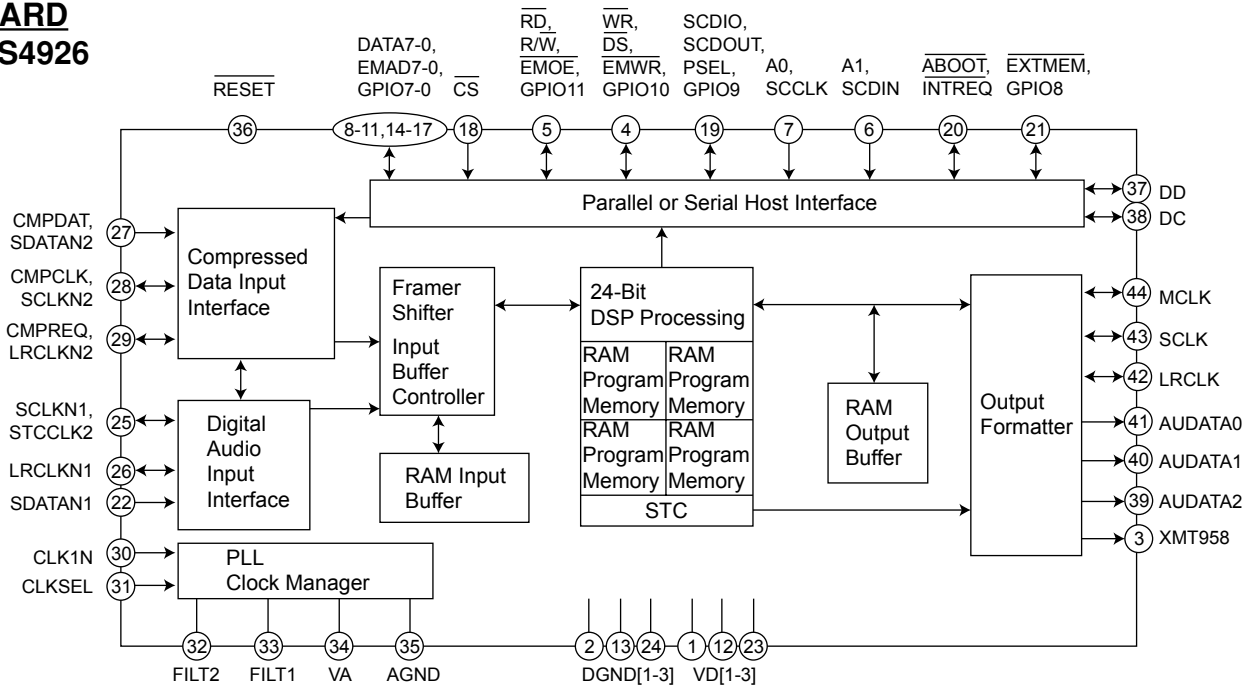 ARD
S4926
RESET
DATA7-0,
EMAD7-0,
GPIO7-0
CS
RD,
R/W,
EMOE,
GPIO11
WR,
DS,
EMWR,
GPIO10
SCDIO,
SCDOUT,
PSEL,
GPIO9
A0,
SCCLK
A1,
SCDIN
ABOOT,
INTREQ
EXTMEM,
GPIO8
36
8-11,14-17
18
5
4
19
7
6
20
21
Parallel or Serial Host Interface
37
DD
38
DC
CMPDAT,
SDATAN2
27
CMPCLK,
SCLKN2
28
CMPREQ,
LRCLKN2
29
Compressed
Data Input
Interface
Framer
Shifter
Input
Buffer
Controller
24-Bit
DSP Processing
RAM
Program
Memory
RAM
Program
Memory
RAM
Program
Memory
RAM
Program
Memory
STC
RAM
Output
Buffer
Output
Formatter
44
MCLK
43
SCLK
42
LRCLK
41
AUDATA0
40
AUDATA1
39
AUDATA2
3
XMT958
SCLKN1,
STCCLK2
25
LRCLKN1
26
SDATAN1
22
Digital
Audio
Input
Interface
RAM Input
Buffer
CLK1N
30
CLKSEL
31
PLL
Clock Manager
32
33
34
35
2
13
24
1
12
23
FILT2
FILT1
VA
AGND
DGND[1-3]
VD[1-3]